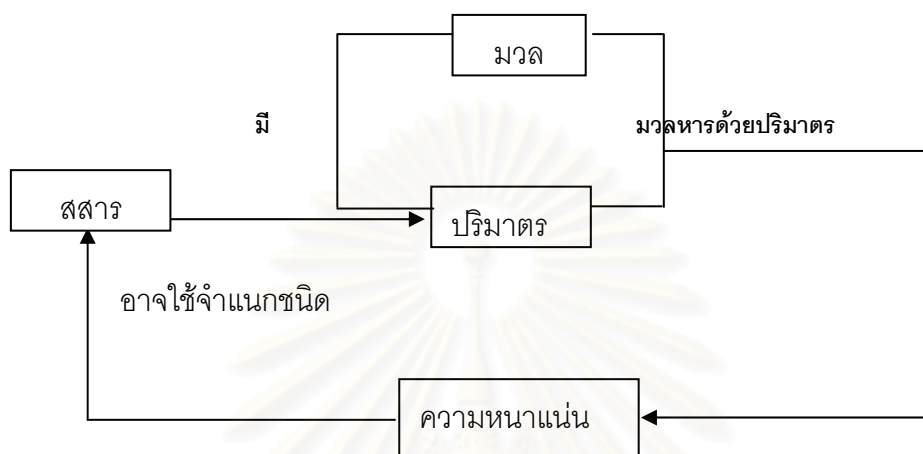 มวล
มี
มวลหารด้วยปริมาตร
สสาร
ปริมาตร
อาจใช้จำแนกชนิด
ความหนาแน่น